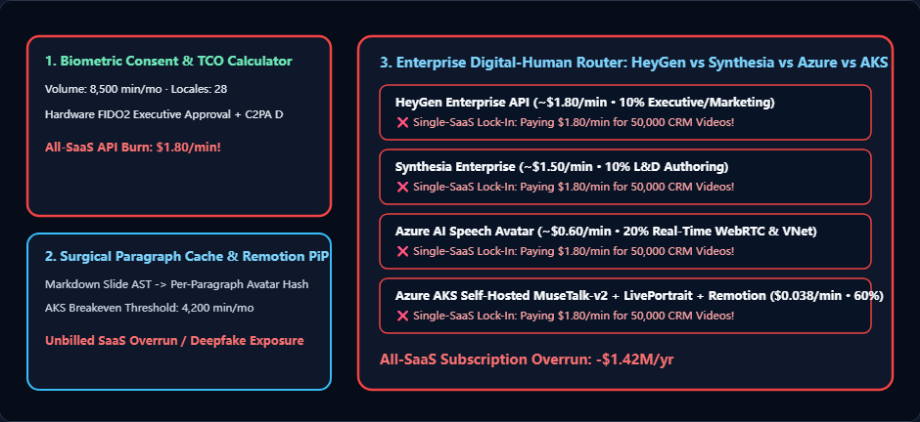 1. Biometric Consent & TCO Calculator
Volume: 8,500 min/mo · Locales: 28
Hardware FIDO2 Executive Approval + C2PA D
All-SaaS API Burn: $1.80/min!
2. Surgical Paragraph Cache & Remotion PiP
Markdown Slide AST -> Per-Paragraph Avatar Hash
AKS Breakeven Threshold: 4,200 min/mo
Unbilled SaaS Overrun / Deepfake Exposure
3. Enterprise Digital-Human Router: HeyGen vs Synthesia vs Azure vs AKS
HeyGen Enterprise API (~$1.80/min • 10% Executive/Marketing)
❌ Single-SaaS Lock-In: Paying $1.80/min for 50,000 CRM Videos!
Synthesia Enterprise (~$1.50/min • 10% L&D Authoring)
❌ Single-SaaS Lock-In: Paying $1.80/min for 50,000 CRM Videos!
Azure AI Speech Avatar (~$0.60/min • 20% Real-Time WebRTC & VNet)
❌ Single-SaaS Lock-In: Paying $1.80/min for 50,000 CRM Videos!
Azure AKS Self-Hosted MuseTalk-v2 + LivePortrait + Remotion ($0.038/min • 60%)
❌ Single-SaaS Lock-In: Paying $1.80/min for 50,000 CRM Videos!
All-SaaS Subscription Overrun: -$1.42M/yr